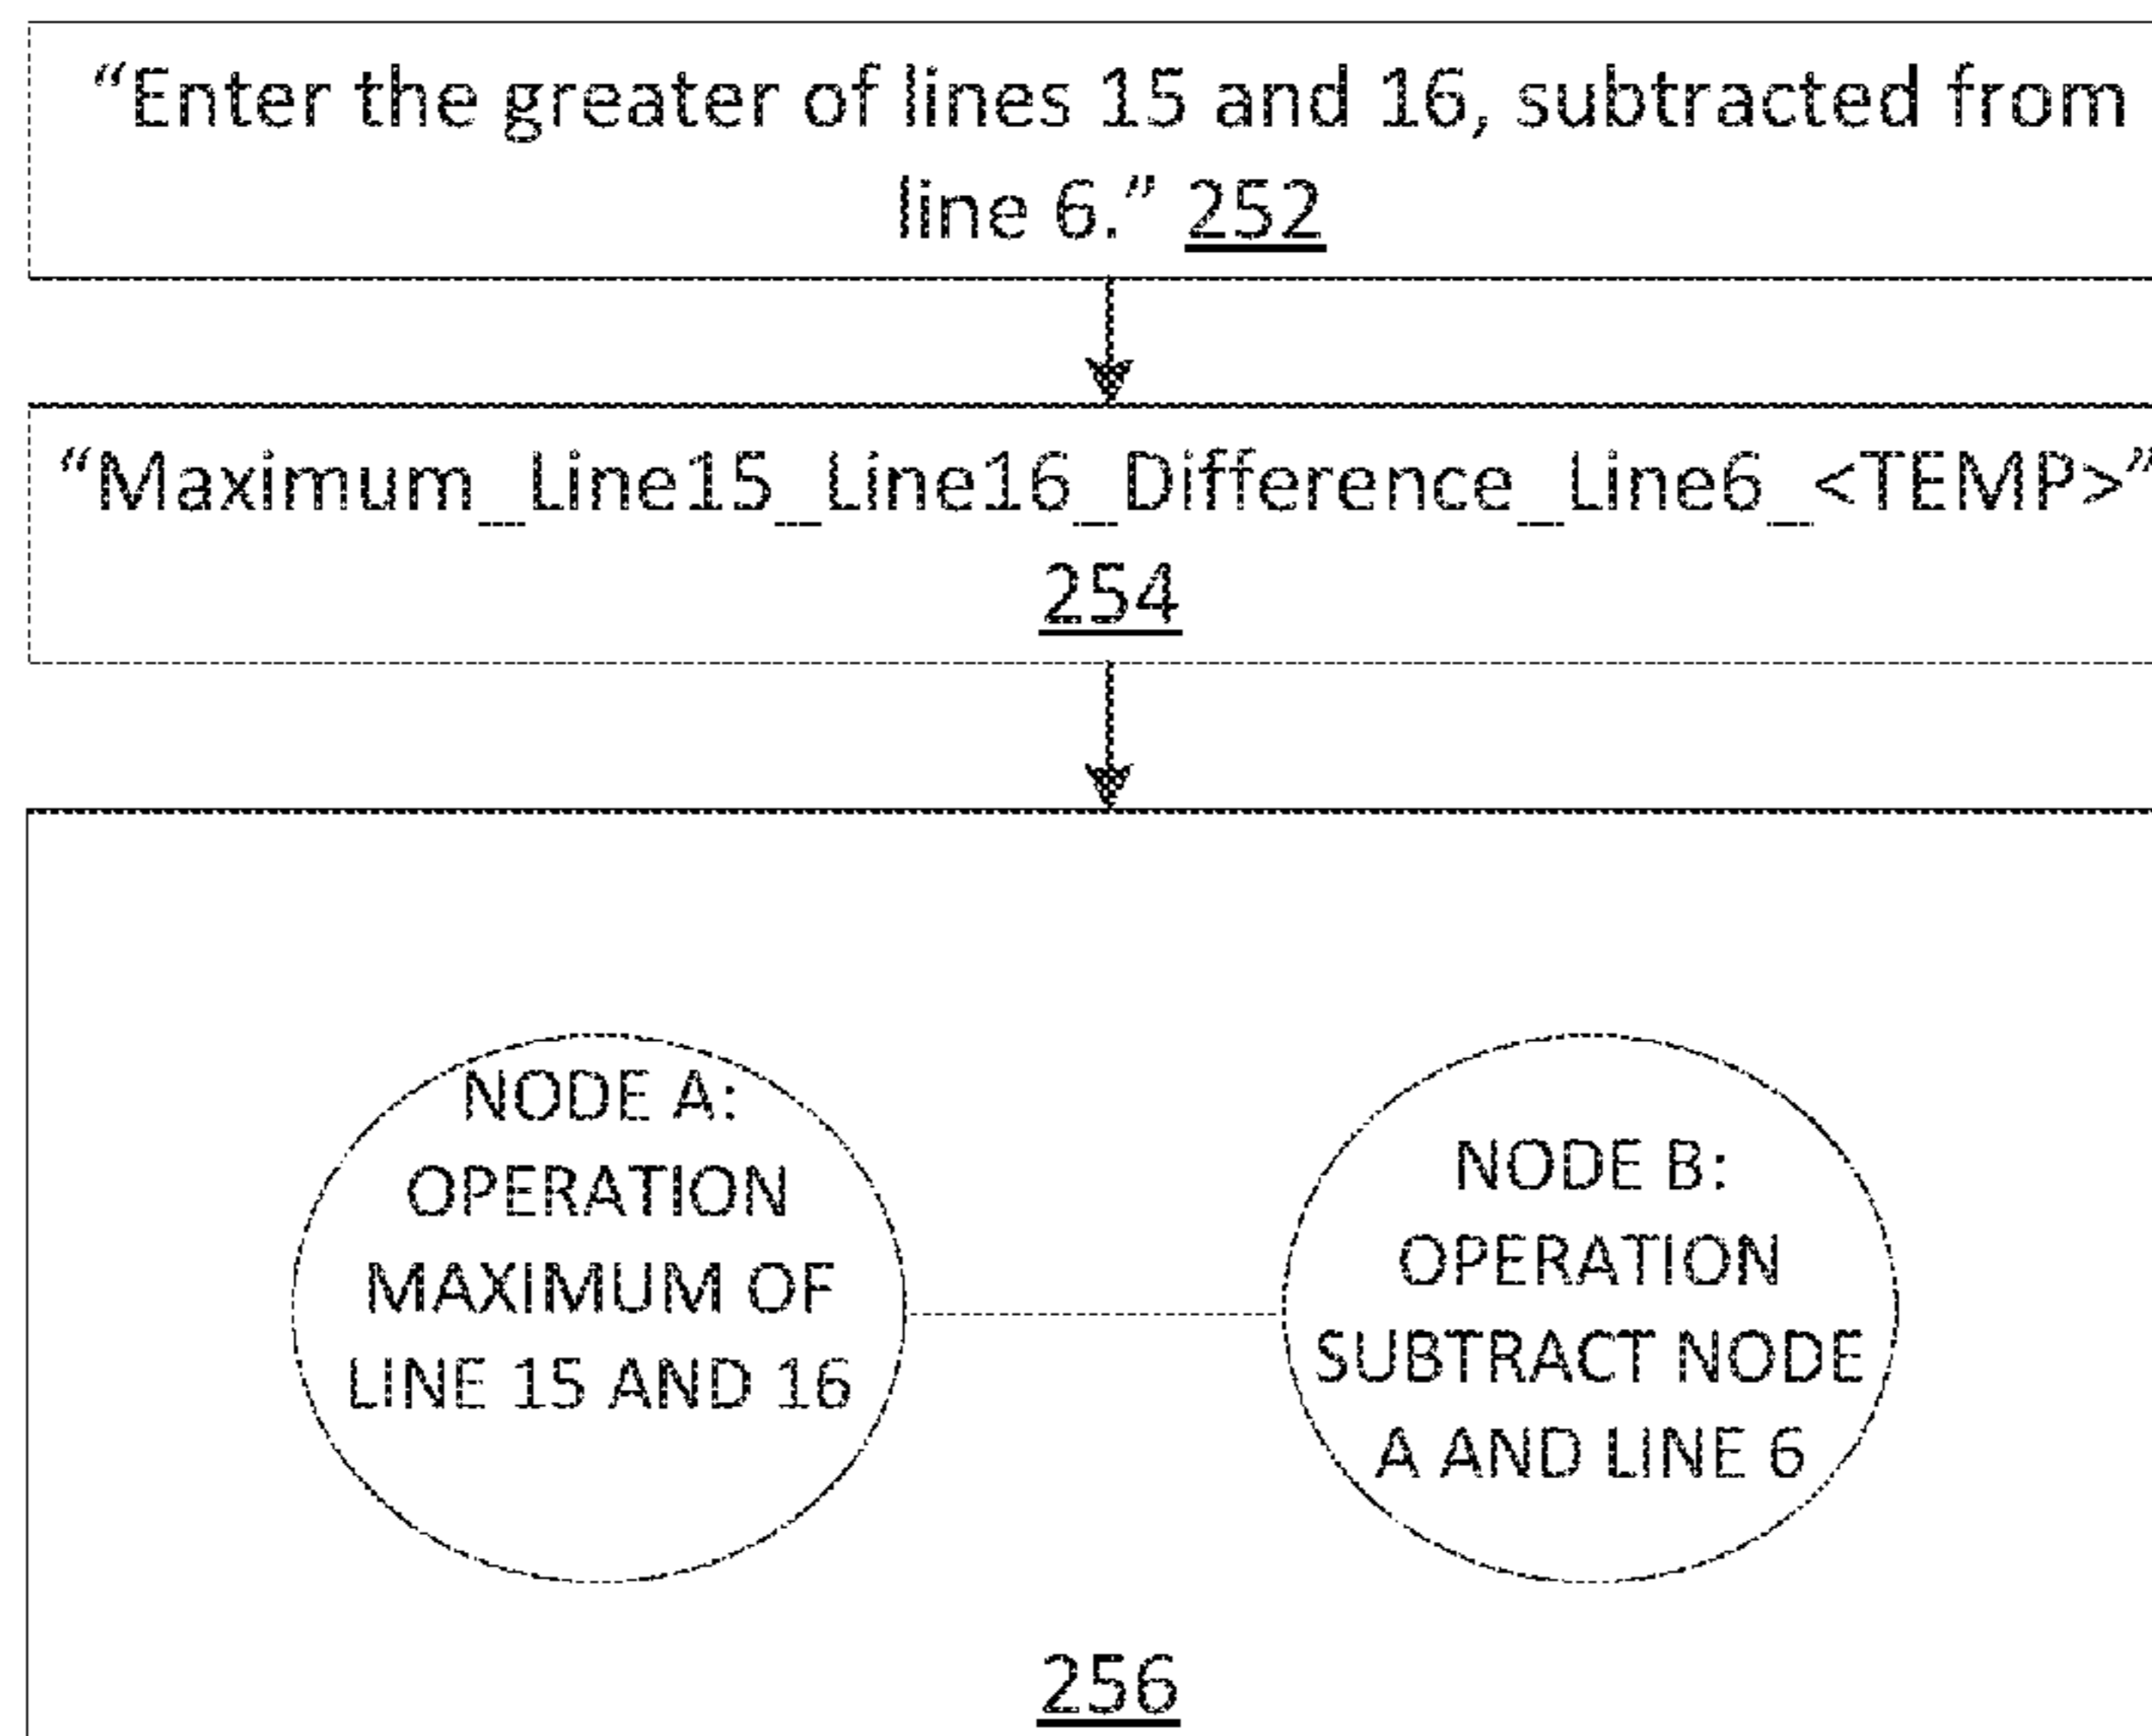 “Enter the greater of lines 15 and 16, subtracted from
line 6.” 252
“Maximum_Line15_Line16_Difference_Line6_<TEMP>”
254
NODE A:
OPERATION
MAXIMUM OF
LINE 15 AND 16
NODE B:
OPERATION
SUBTRACT NODE
A AND LINE 6
256